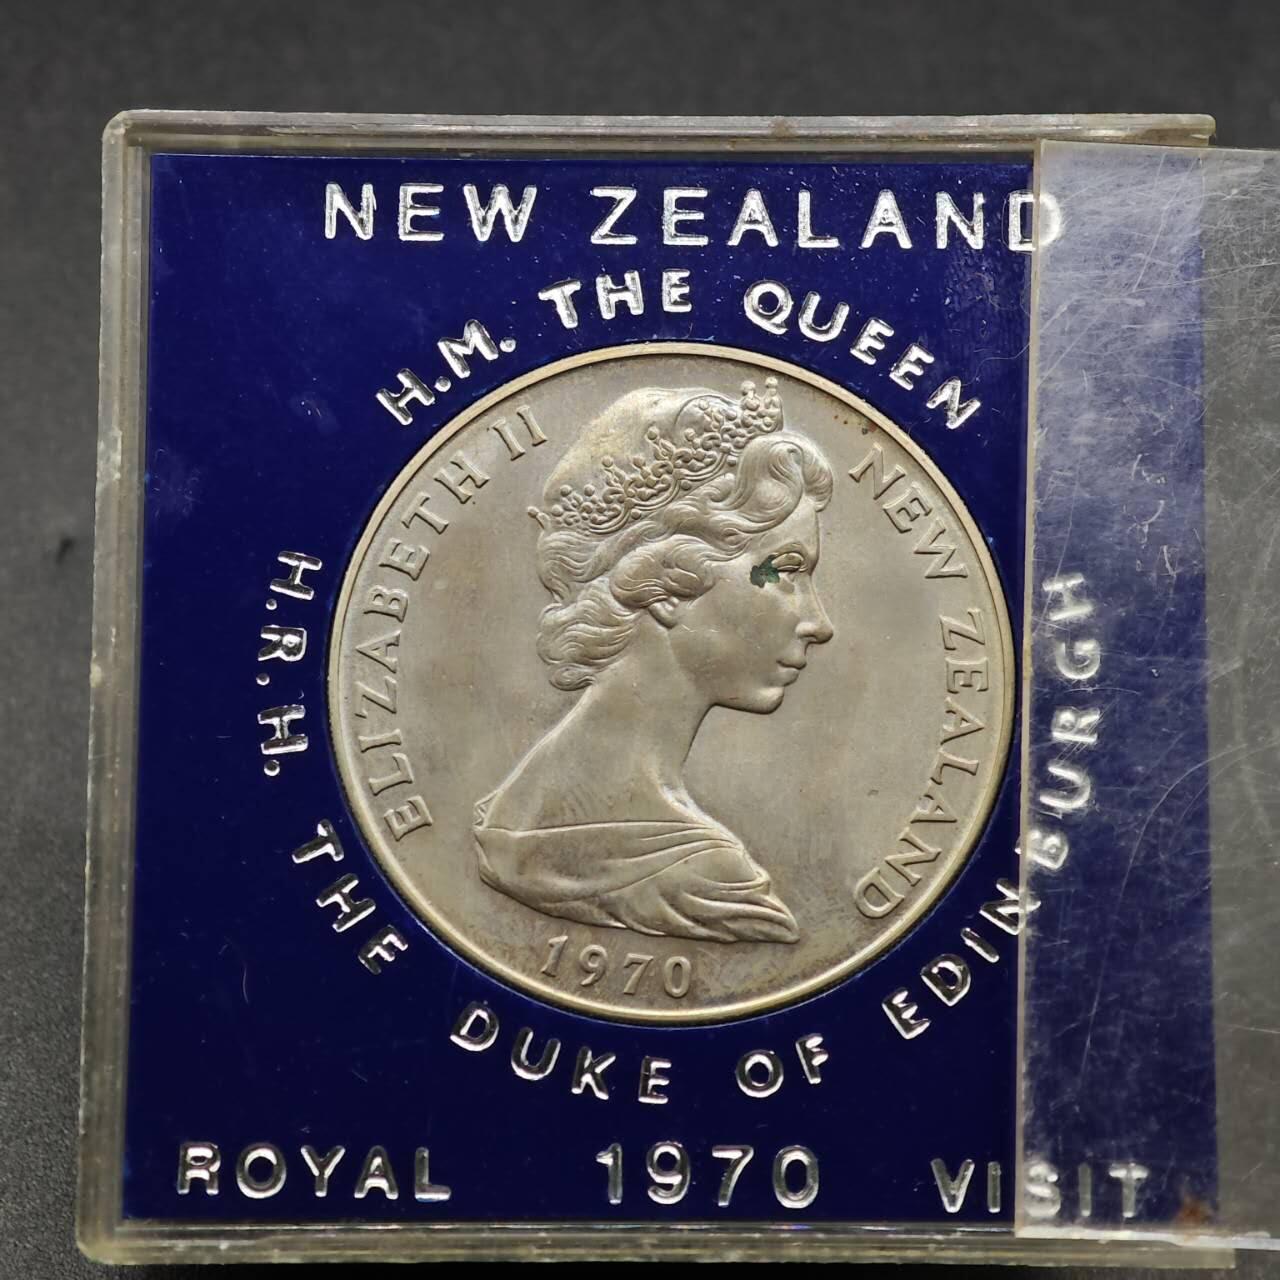 NEW ZEALAND
H.M. THE QUEEN
ELIZABETH II NEW ZEALAND
1970
H.R.H. THE DUKE OF EDINBURGH
ROYAL 1970 VISIT